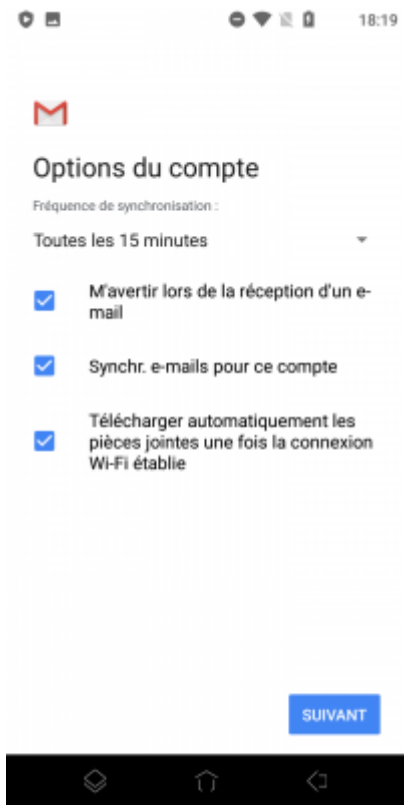 18:19
Options du compte
Fréquence de synchronisation :
Toutes les 15 minutes
M'avertir lors de la réception d'un e-
mail
Synchr. e-mails pour ce compte
Télécharger automatiquement les
pièces jointes une fois la connexion
Wi-Fi établie
SUIVANT